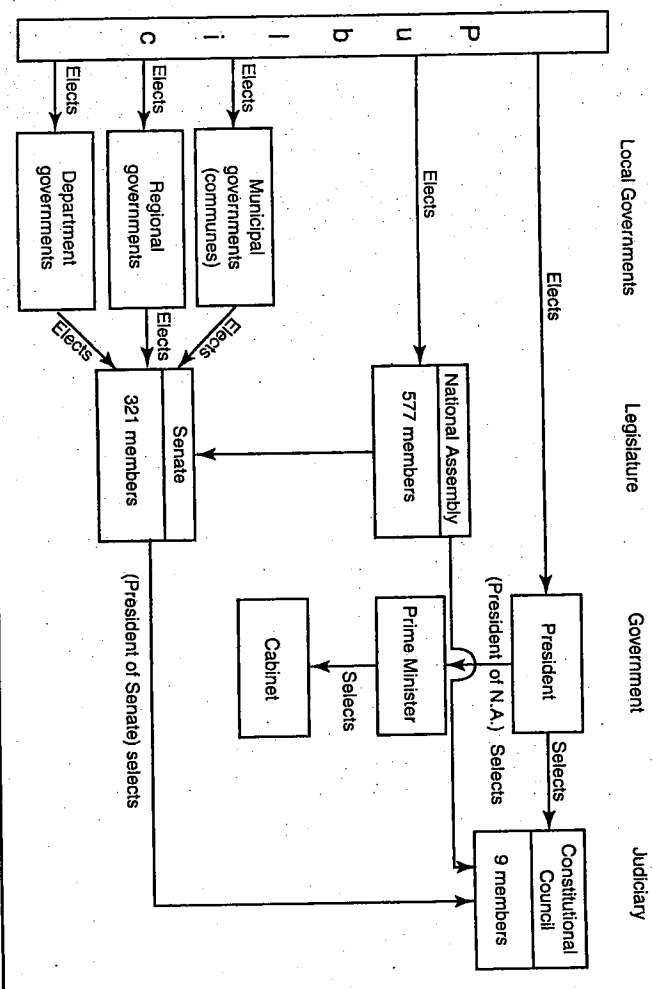 Local Governments
Legislature
Government
Judiciary
Public
Elects
President
Selects
Constitutional
Council
9 members
(President of N.A.) Selects
Elects
National Assembly
577 members
Prime Minister
Selects
Cabinet
Elects
Municipal
governments
(communes)
Elects
Elects
Regional
governments
Elects
Elects
Department
governments
Elects
Senate
321 members
(President of Senate) selects